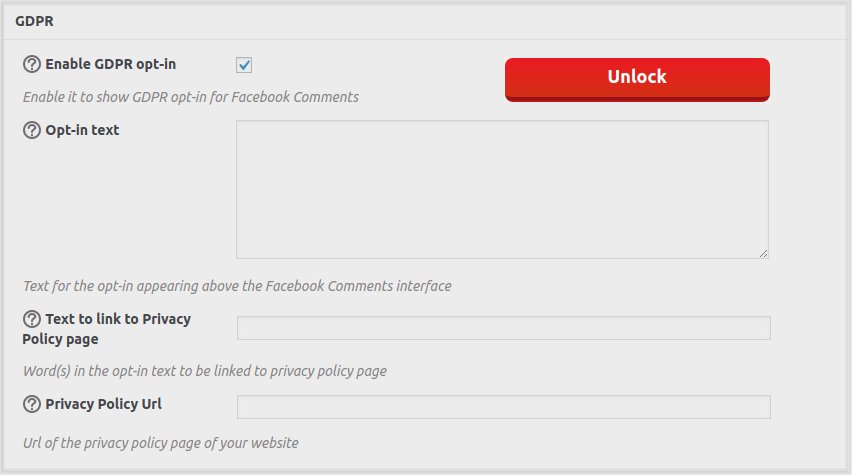 GDPR
Enable GDPR opt-in
Unlock
Enable it to show GDPR opt-in for Facebook Comments
Opt-in text
Text for the opt-in appearing above the Facebook Comments interface
Text to link to Privacy
Policy page
Word(s) in the opt-in text to be linked to privacy policy page
Privacy Policy Url
Url of the privacy policy page of your website